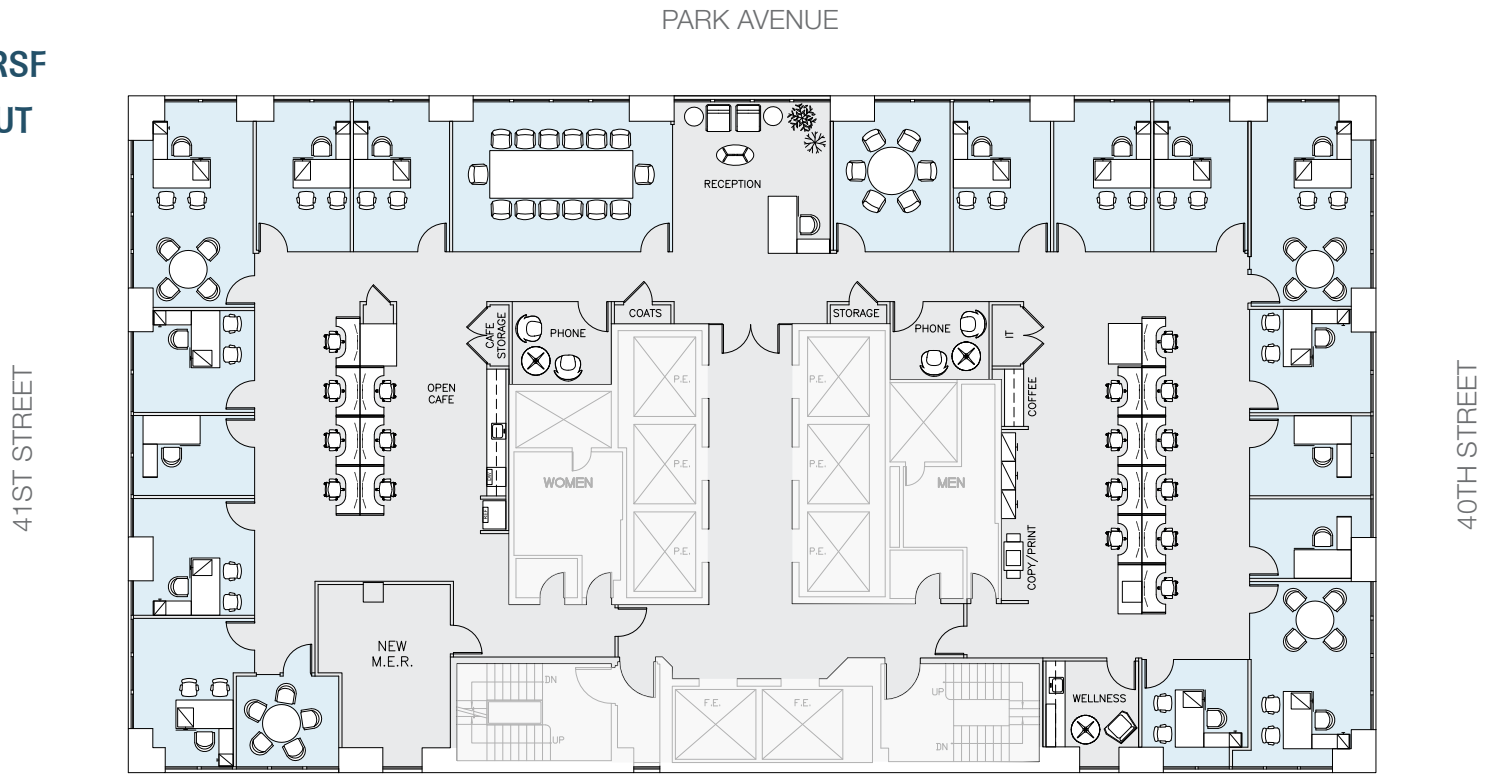 PARK AVENUE
RSF
UT
RECEPTION
COATS
STORAGE
PHONE
PHONE
CAFE
STORAGE
IT
OPEN
CAFE
COFFEE
P.E.
P.E.
P.E.
P.E.
P.E.
P.E.
WOMEN
MEN
41ST STREET
40TH STREET
COPY/PRINT
NEW
M.E.R.
DN
UP
F.E.
F.E.
UP
DN
WELLNESS